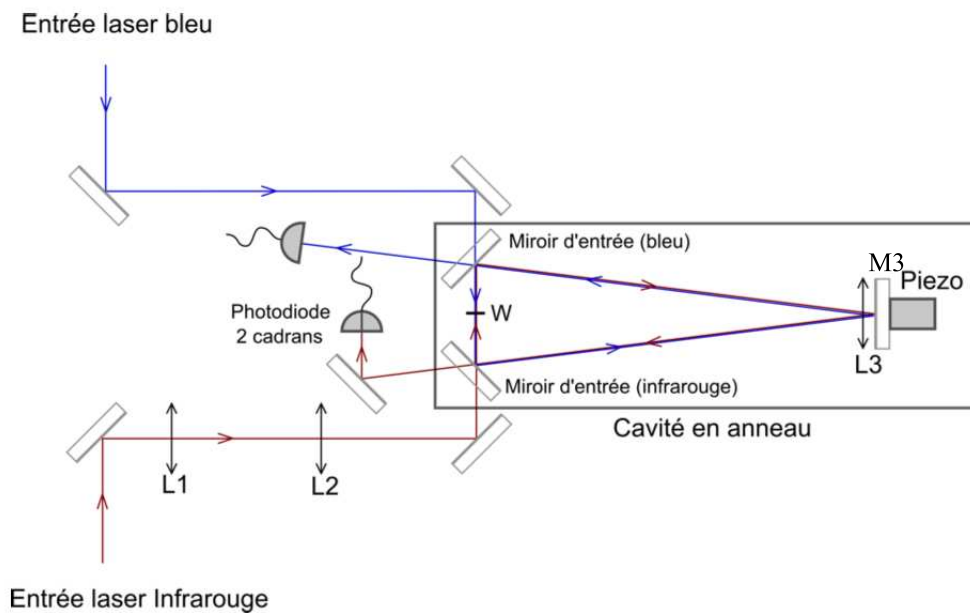 Entrée laser bleu
Miroir d'entrée (bleu)
M3
Piezo
Photodiode
2 cadrans
W
L3
Miroir d'entrée (infrarouge)
Cavité en anneau
L1
L2
Entrée laser Infrarouge